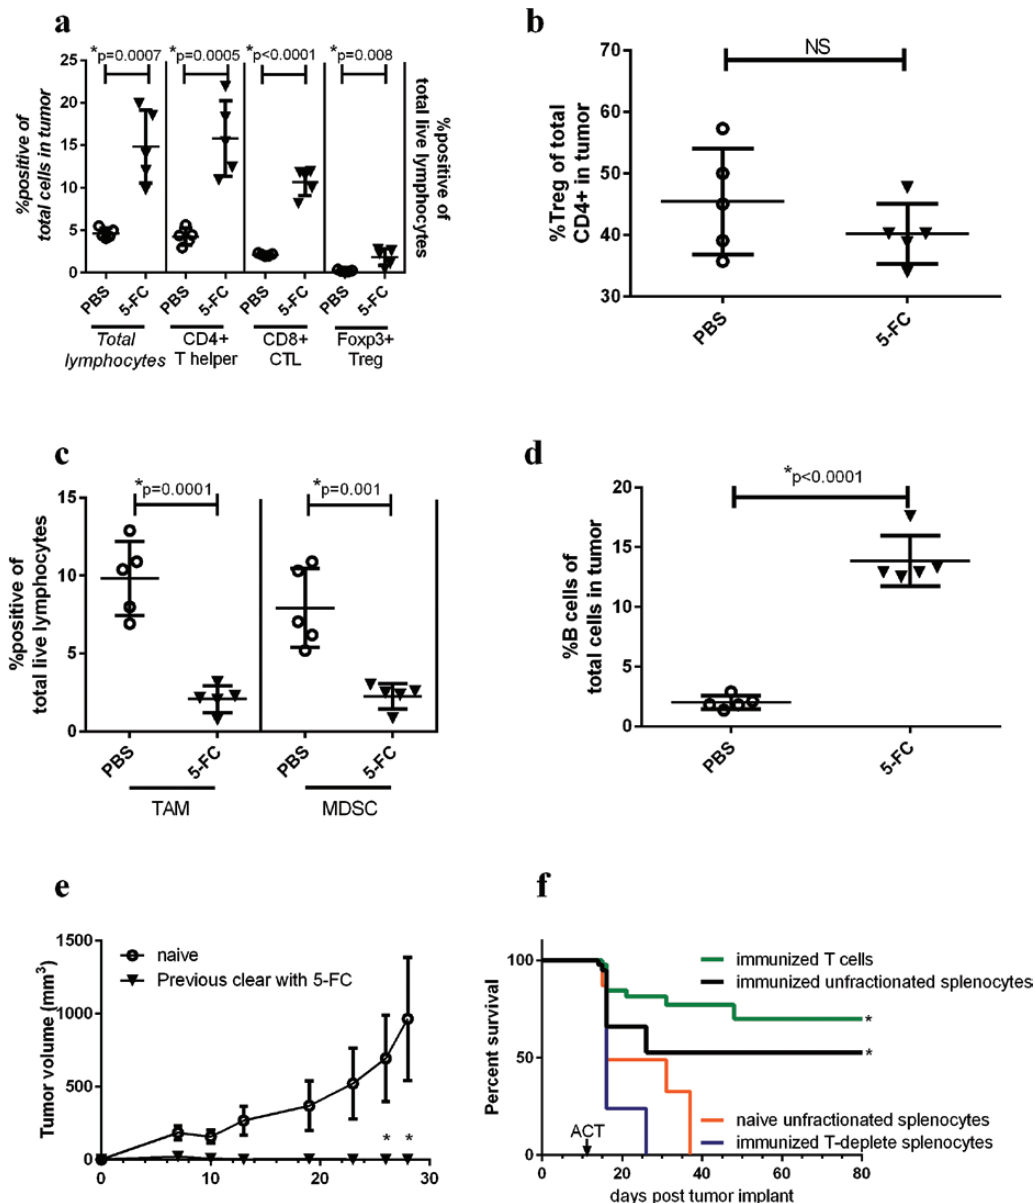 a
*p=0.0007 *p=0.0005 *p<0.0001 *p=0.008
%positive of
total cells in tumor
25
20
15
10
5
0
%positive of
total live lymphocytes
PBS 5-FC PBS 5-FC PBS 5-FC PBS 5-FC
Total
lymphocytes
CD4+
T helper
CD8+
CTL
Foxp3+
Treg
b
NS
%Treg of total
CD4+ in tumor
70
60
50
40
30
PBS 5-FC
c
*p=0.0001 *p=0.001
%positive of
total live lymphocytes
15
10
5
0
PBS 5-FC PBS 5-FC
TAM MDSC
d
*p<0.0001
%B cells of
total cells in tumor
20
15
10
5
0
PBS 5-FC
e
Tumor volume (mm³)
1500
1000
500
0
naive
Previous clear with 5-FC
* *
0 10 20 30
f
Percent survival
100
50
0
immunized T cells
immunized unfractionated splenocytes
*
*
naive unfractionated splenocytes
immunized T-deplete splenocytes
ACT
0 20 40 60 80
days post tumor implant